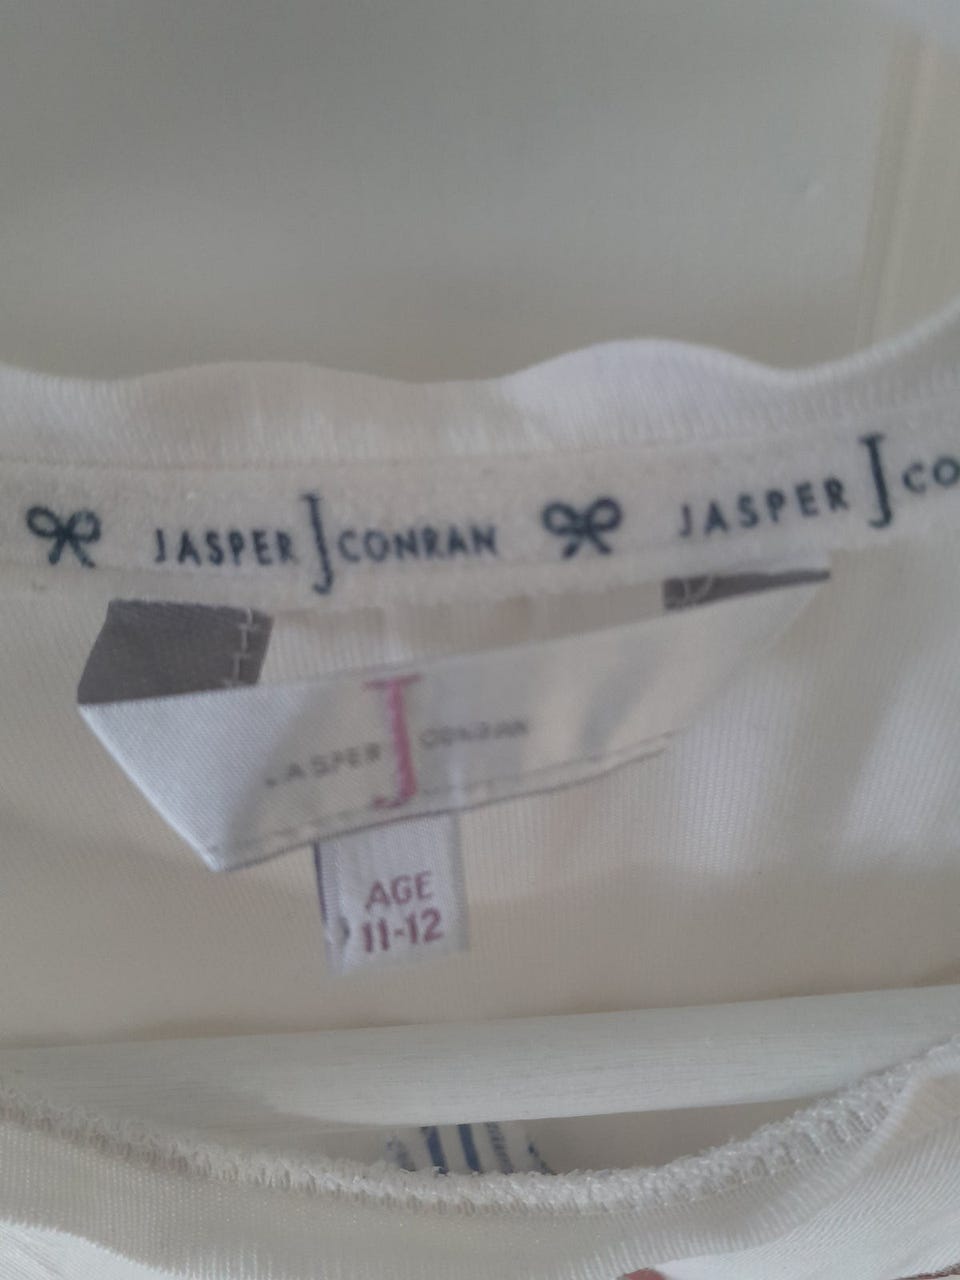 JASPER J CONRAN JASPER J CO
JASPER J CONRAN
AGE
11-12